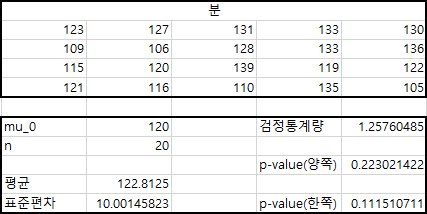 분
123 127 131 133 130
109 106 128 133 136
115 120 139 119 122
121 116 110 135 105
mu_0 120 검정통계량 1.25760485
n 20
p-value(양쪽) 0.223021422
평균 122.8125
표준편차 10.00145823 p-value(한쪽) 0.111510711